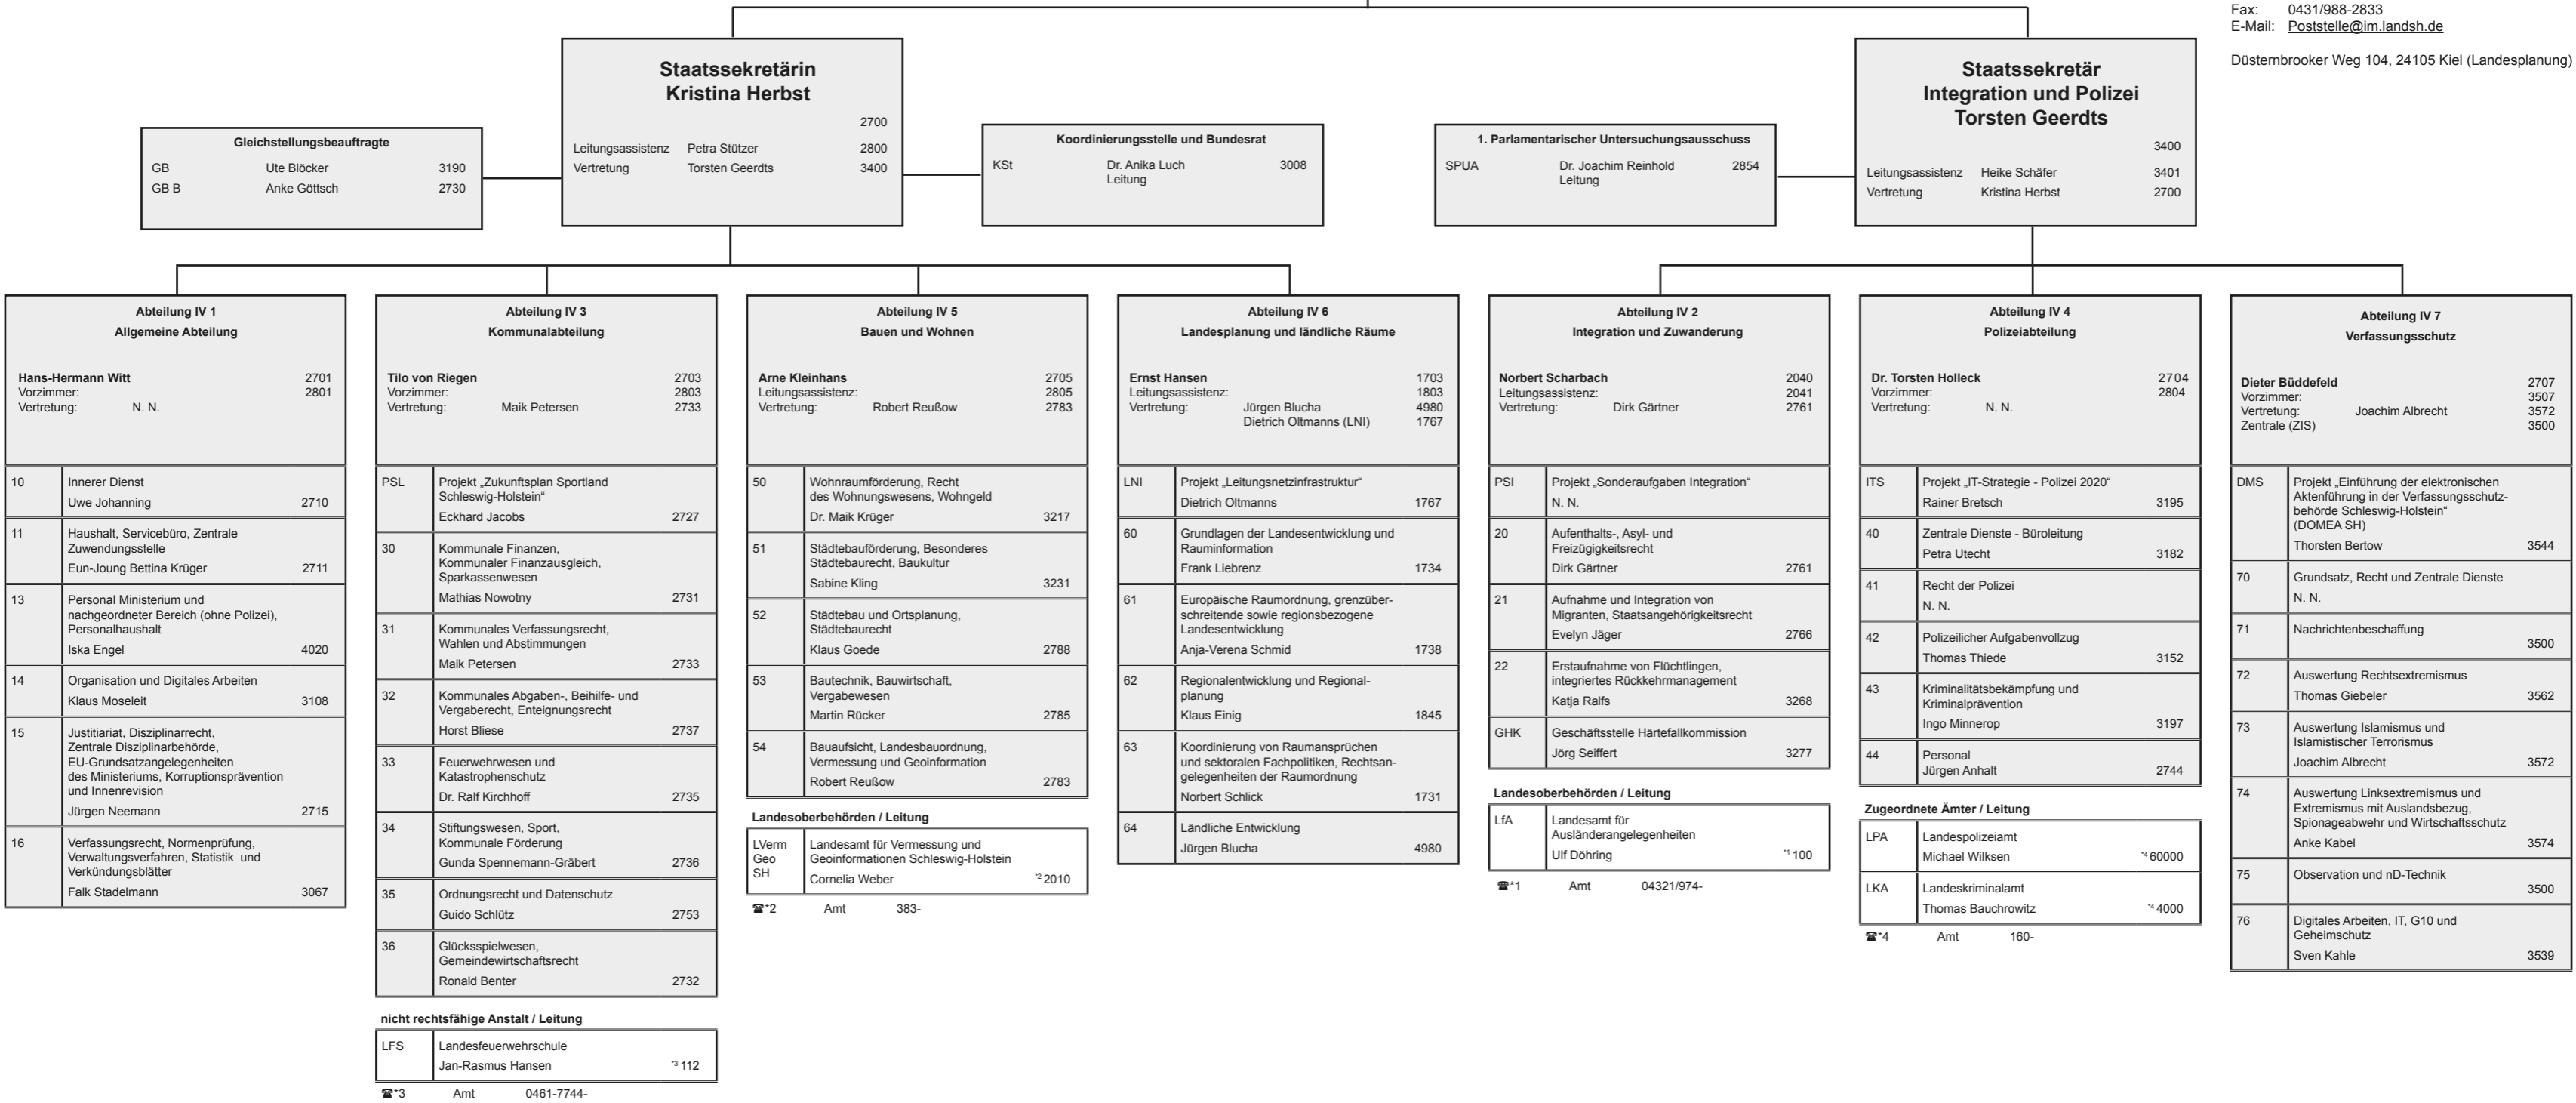 Fax: 0431/988-2833
E-Mail: Poststelle@im.landsh.de
Düsternbrooker Weg 104, 24105 Kiel (Landesplanung)
Staatssekretärin
Kristina Herbst
2700
Leitungsassistenz Petra Stützer 2800
Vertretung Torsten Geerdts 3400
Staatssekretär
Integration und Polizei
Torsten Geerdts
3400
Leitungsassistenz Heike Schäfer 3401
Vertretung Kristina Herbst 2700
Gleichstellungsbeauftragte
GB Ute Blöcker 3190
GB B Anke Göttsch 2730
Koordinierungsstelle und Bundesrat
KSt Dr. Anika Luch 3008
Leitung
1. Parlamentarischer Untersuchungsausschuss
SPUA Dr. Joachim Reinhold 2854
Leitung
Abteilung IV 1
Allgemeine Abteilung
Hans-Hermann Witt 2701
Vorzimmer: 2801
Vertretung: N. N.
10 Innerer Dienst
Uwe Johanning 2710
11 Haushalt, Servicebüro, Zentrale
Zuwendungsstelle
Eun-Joung Bettina Krüger 2711
13 Personal Ministerium und
nachgeordneter Bereich (ohne Polizei),
Personalhaushalt
Iska Engel 4020
14 Organisation und Digitales Arbeiten
Klaus Moseleit 3108
15 Justitiariat, Disziplinarrecht,
Zentrale Disziplinarbehörde,
EU-Grundsatzangelegenheiten
des Ministeriums, Korruptionsprävention
und Innenrevision
Jürgen Neemann 2715
16 Verfassungsrecht, Normenprüfung,
Verwaltungsverfahren, Statistik und
Verkündungsblätter
Falk Stadelmann 3067
Abteilung IV 3
Kommunalabteilung
Tilo von Riegen 2703
Vorzimmer: 2803
Vertretung: Maik Petersen 2733
PSL Projekt „Zukunftsplan Sportland
Schleswig-Holstein“
Eckhard Jacobs 2727
30 Kommunale Finanzen,
Kommunaler Finanzausgleich,
Sparkassenwesen
Mathias Nowotny 2731
31 Kommunales Verfassungsrecht,
Wahlen und Abstimmungen
Maik Petersen 2733
32 Kommunales Abgaben-, Beihilfe- und
Vergaberecht, Enteignungsrecht
Horst Bliese 2737
33 Feuerwehrwesen und
Katastrophenschutz
Dr. Ralf Kirchhoff 2735
34 Stiftungswesen, Sport,
Kommunale Förderung
Gunda Spennemann-Gräbert 2736
35 Ordnungsrecht und Datenschutz
Guido Schlütz 2753
36 Glücksspielwesen,
Gemeindewirtschaftsrecht
Ronald Benter 2732
nicht rechtsfähige Anstalt / Leitung
LFS Landesfeuerwehrschule
Jan-Rasmus Hansen *3 112
☎*3 Amt 0461-7744-
Abteilung IV 5
Bauen und Wohnen
Arne Kleinhans 2705
Leitungsassistenz: 2805
Vertretung: Robert Reußow 2783
50 Wohnraumförderung, Recht
des Wohnungswesens, Wohngeld
Dr. Maik Krüger 3217
51 Städtebauförderung, Besonderes
Städtebaurecht, Baukultur
Sabine Kling 3231
52 Städtebau und Ortsplanung,
Städtebaurecht
Klaus Goede 2788
53 Bautechnik, Bauwirtschaft,
Vergabewesen
Martin Rücker 2785
54 Bauaufsicht, Landesbauordnung,
Vermessung und Geoinformation
Robert Reußow 2783
Landesoberbehörden / Leitung
LVerm Landesamt für Vermessung und
Geo Geoinformationen Schleswig-Holstein
SH Cornelia Weber *2 2010
☎*2 Amt 383-
Abteilung IV 6
Landesplanung und ländliche Räume
Ernst Hansen 1703
Leitungsassistenz: 1803
Vertretung: Jürgen Blucha 4980
Dietrich Oltmanns (LNI) 1767
LNI Projekt „Leitungsnetzinfrastruktur“
Dietrich Oltmanns 1767
60 Grundlagen der Landesentwicklung und
Rauminformation
Frank Liebrenz 1734
61 Europäische Raumordnung, grenzüber-
schreitende sowie regionsbezogene
Landesentwicklung
Anja-Verena Schmid 1738
62 Regionalentwicklung und Regional-
planung
Klaus Einig 1845
63 Koordinierung von Raumansprüchen
und sektoralen Fachpolitiken, Rechtsan-
gelegenheiten der Raumordnung
Norbert Schlick 1731
64 Ländliche Entwicklung
Jürgen Blucha 4980
Abteilung IV 2
Integration und Zuwanderung
Norbert Scharbach 2040
Leitungsassistenz: 2041
Vertretung: Dirk Gärtner 2761
PSI Projekt „Sonderaufgaben Integration“
N. N.
20 Aufenthalts-, Asyl- und
Freizügigkeitsrecht
Dirk Gärtner 2761
21 Aufnahme und Integration von
Migranten, Staatsangehörigkeitsrecht
Evelyn Jäger 2766
22 Erstaufnahme von Flüchtlingen,
integriertes Rückkehrmanagement
Katja Ralfs 3268
GHK Geschäftsstelle Härtefallkommission
Jörg Seiffert 3277
Landesoberbehörden / Leitung
LfA Landesamt für
Ausländerangelegenheiten
Ulf Döhring *1 100
☎*1 Amt 04321/974-
Abteilung IV 4
Polizeiabteilung
Dr. Torsten Holleck 2704
Vorzimmer: 2804
Vertretung: N. N.
ITS Projekt „IT-Strategie - Polizei 2020“
Rainer Bretsch 3195
40 Zentrale Dienste - Büroleitung
Petra Utecht 3182
41 Recht der Polizei
N. N.
42 Polizeilicher Aufgabenvollzug
Thomas Thiede 3152
43 Kriminalitätsbekämpfung und
Kriminalprävention
Ingo Minnerop 3197
44 Personal
Jürgen Anhalt 2744
Zugeordnete Ämter / Leitung
LPA Landespolizeiamt
Michael Wilksen *4 60000
LKA Landeskriminalamt
Thomas Bauchrowitz *4 4000
☎*4 Amt 160-
Abteilung IV 7
Verfassungsschutz
Dieter Büddefeld 2707
Vorzimmer: 3507
Vertretung: Joachim Albrecht 3572
Zentrale (ZIS) 3500
DMS Projekt „Einführung der elektronischen
Aktenführung in der Verfassungsschutz-
behörde Schleswig-Holstein“
(DOMEA SH)
Thorsten Bertow 3544
70 Grundsatz, Recht und Zentrale Dienste
N. N.
71 Nachrichtenbeschaffung
3500
72 Auswertung Rechtsextremismus
Thomas Giebeler 3562
73 Auswertung Islamismus und
Islamistischer Terrorismus
Joachim Albrecht 3572
74 Auswertung Linksextremismus und
Extremismus mit Auslandsbezug,
Spionageabwehr und Wirtschaftsschutz
Anke Kabel 3574
75 Observation und nD-Technik
3500
76 Digitales Arbeiten, IT, G10 und
Geheimschutz
Sven Kahle 3539